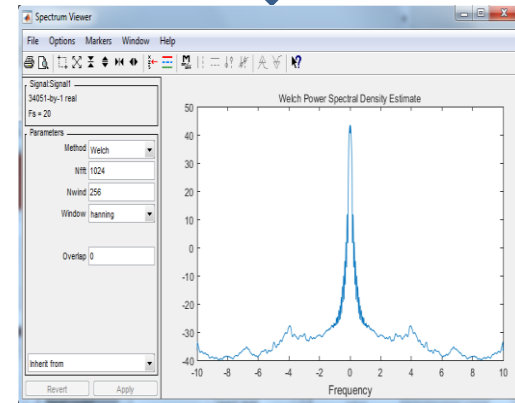 Spectrum Viewer
File Options Markers Window Help
Signal:Signal1
34051-by-1 real
Fs = 20
Parameters
Method Welch
Nfft 1024
Nwind 256
Window hanning
Overlap 0
Inherit from
Revert Apply
Welch Power Spectral Density Estimate
50
40
30
20
10
0
-10
-20
-30
-40
-10 -8 -6 -4 -2 0 2 4 6 8 10
Frequency